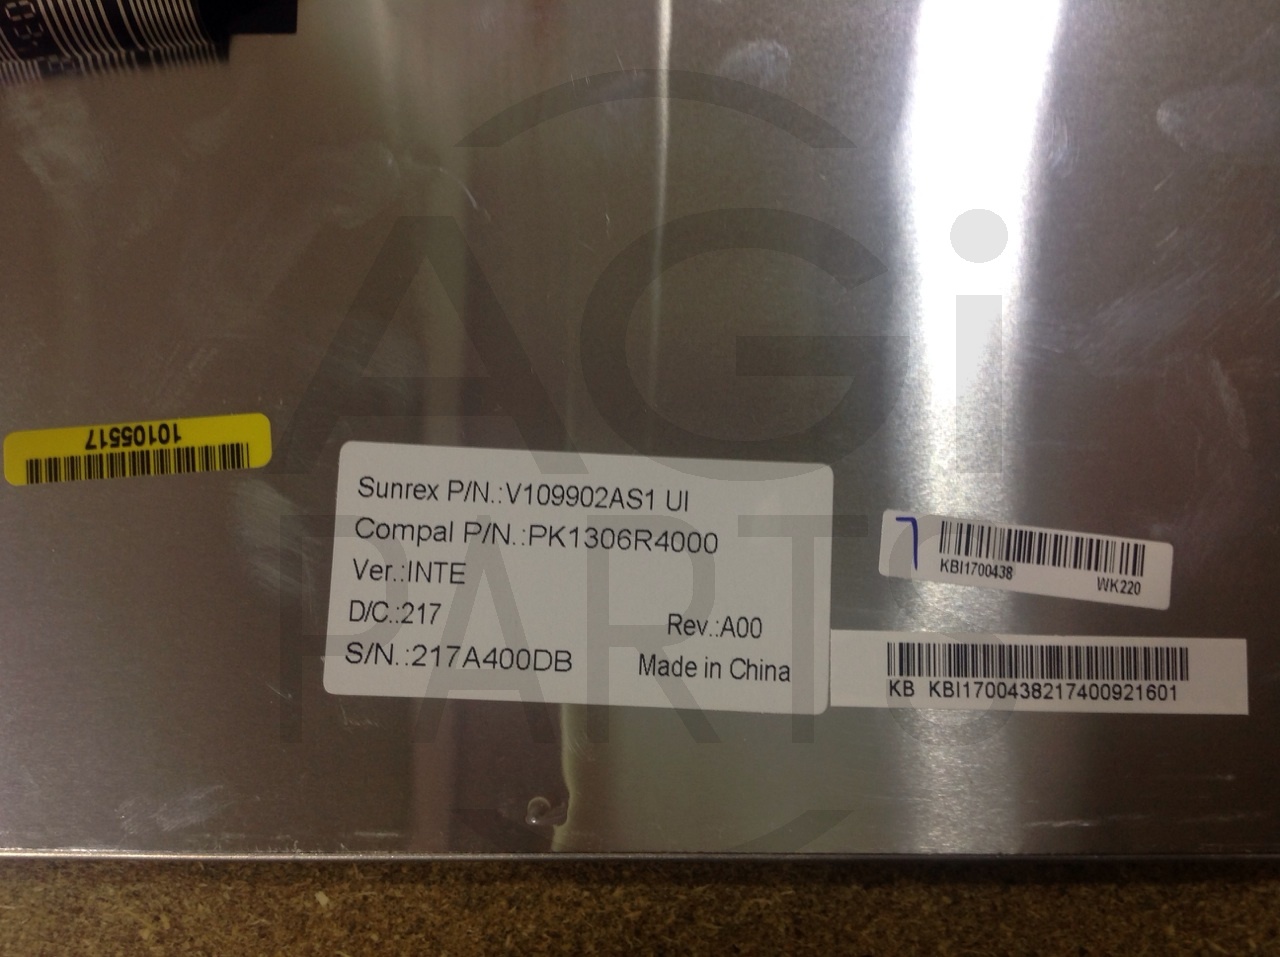 10105517
Sunrex P/N.:V109902AS1 UI
Compal P/N.:PK1306R4000
Ver.:INTE
D/C.:217
Rev.:A00
S/N.:217A400DB
Made in China
7
KBI1700438
WK220
KB KBI1700438217400921601
AGi
PARTS